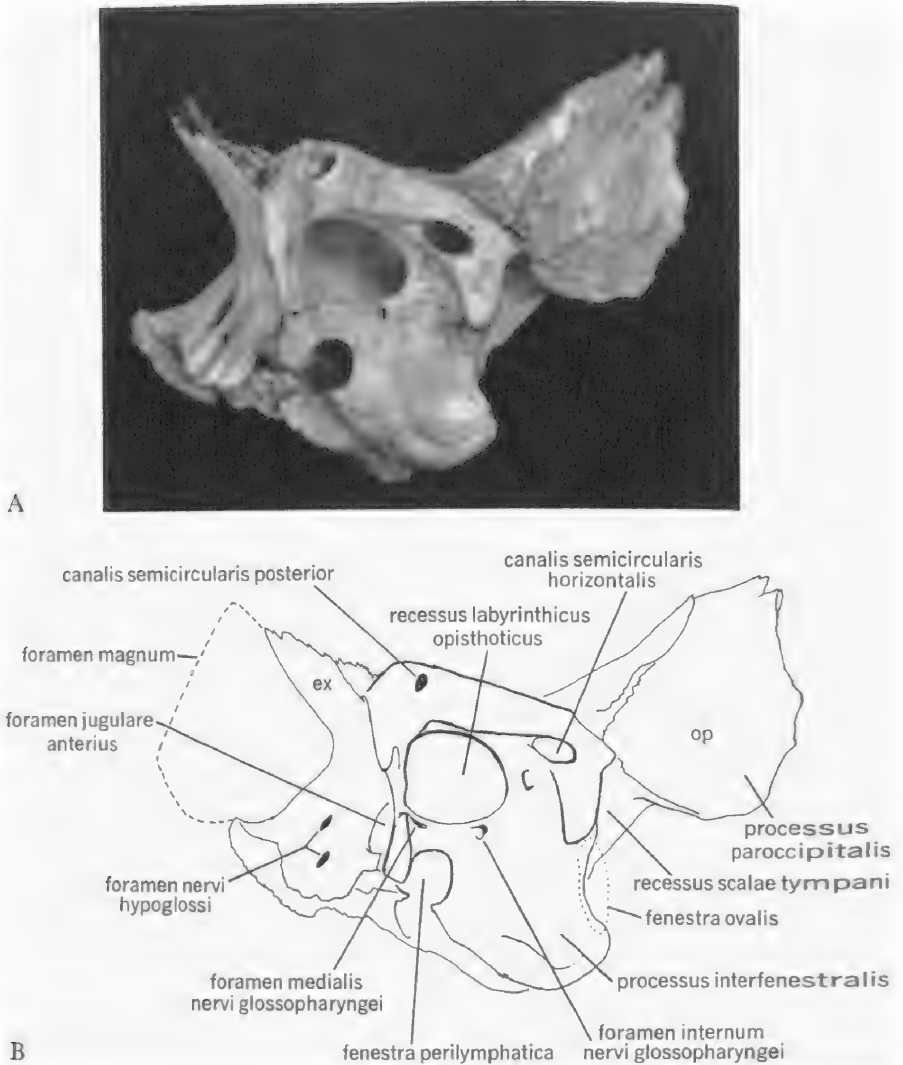 A
canalis semicircularis posterior
canalis semicircularis
horizontalis
recessus labyrinthicus
opisthoticus
foramen magnum
ex
foramen jugulare
anterius
op
processus
paroccipitalis
foramen nervi
hypoglossi
recessus scalae tympani
fenestra ovalis
foramen medialis
nervi glossopharyngei
processus interfenestralis
foramen internum
nervi glossopharyngei
fenestra perilymphatica
B